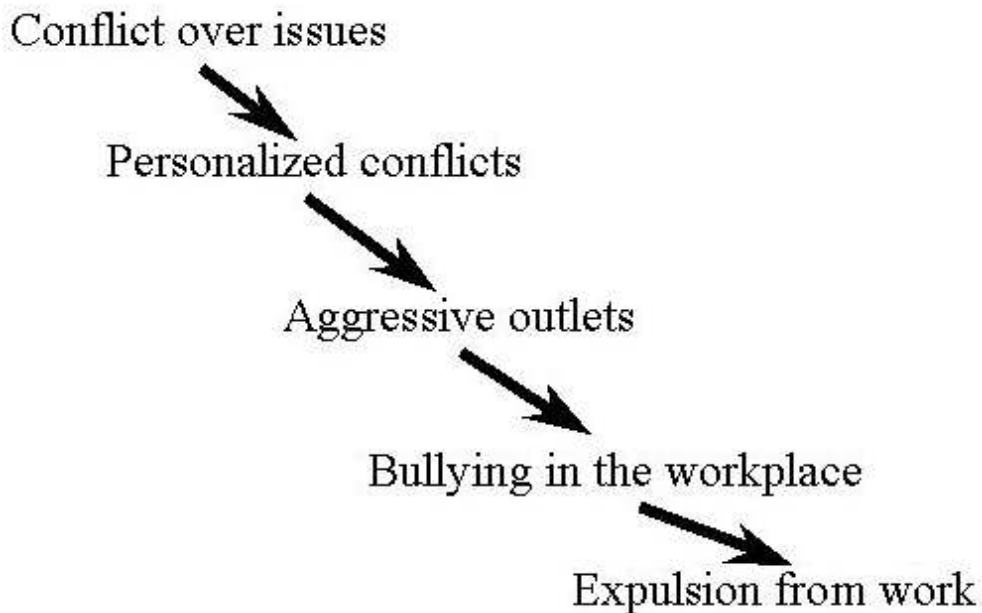 Conflict over issues
Personalized conflicts
Aggressive outlets
Bullying in the workplace
Expulsion from work